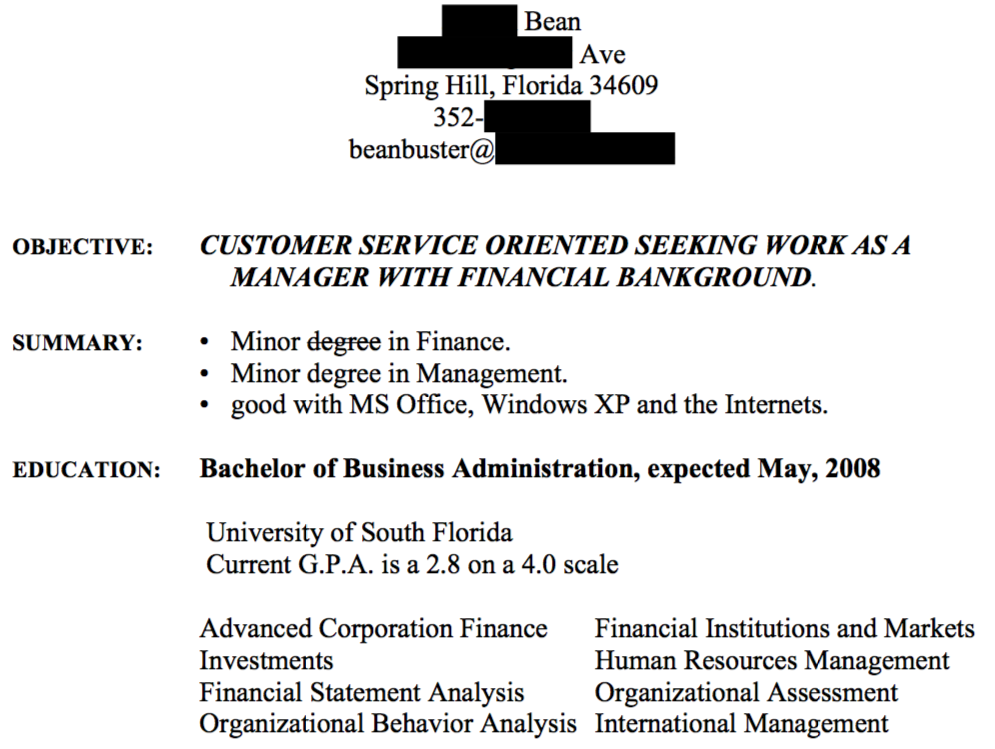 Bean
Ave
Spring Hill, Florida 34609
352-
beanbuster@
OBJECTIVE: CUSTOMER SERVICE ORIENTED SEEKING WORK AS A
MANAGER WITH FINANCIAL BANKGROUND.
SUMMARY: • Minor degree in Finance.
• Minor degree in Management.
• good with MS Office, Windows XP and the Internets.
EDUCATION: Bachelor of Business Administration, expected May, 2008
University of South Florida
Current G.P.A. is a 2.8 on a 4.0 scale
Advanced Corporation Finance Financial Institutions and Markets
Investments Human Resources Management
Financial Statement Analysis Organizational Assessment
Organizational Behavior Analysis International Management